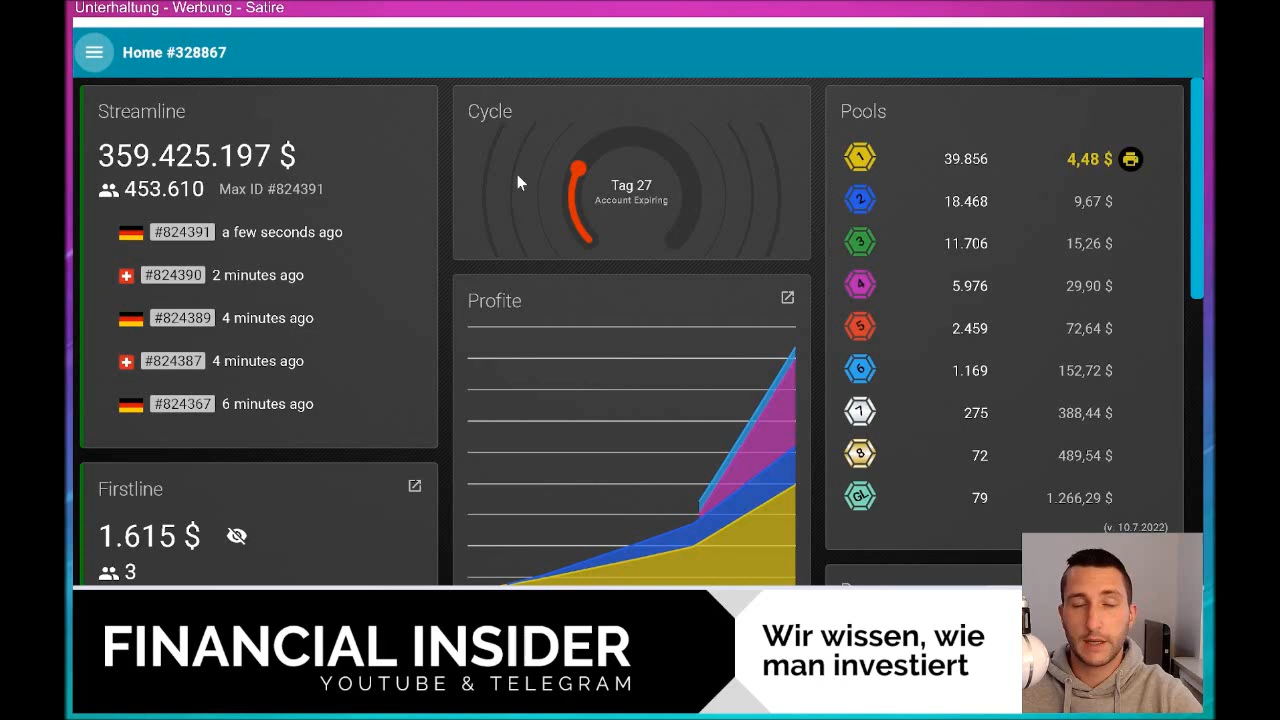 Unterhaltung - Werbung - Satire
Home #328867
Streamline
359.425.197 $
453.610 Max ID #824391
#824391 a few seconds ago
#824390 2 minutes ago
#824389 4 minutes ago
#824387 4 minutes ago
#824367 6 minutes ago
Firstline
1.615 $
3
Cycle
Tag 27
Account Expiring
Profite
Pools
1 39.856 4,48 $
2 18.468 9,67 $
3 11.706 15,26 $
4 5.976 29,90 $
5 2.459 72,64 $
6 1.169 152,72 $
7 275 388,44 $
8 72 489,54 $
GL 79 1.266,29 $
(v. 10.7.2022)
FINANCIAL INSIDER
YOUTUBE & TELEGRAM
Wir wissen, wie
man investiert